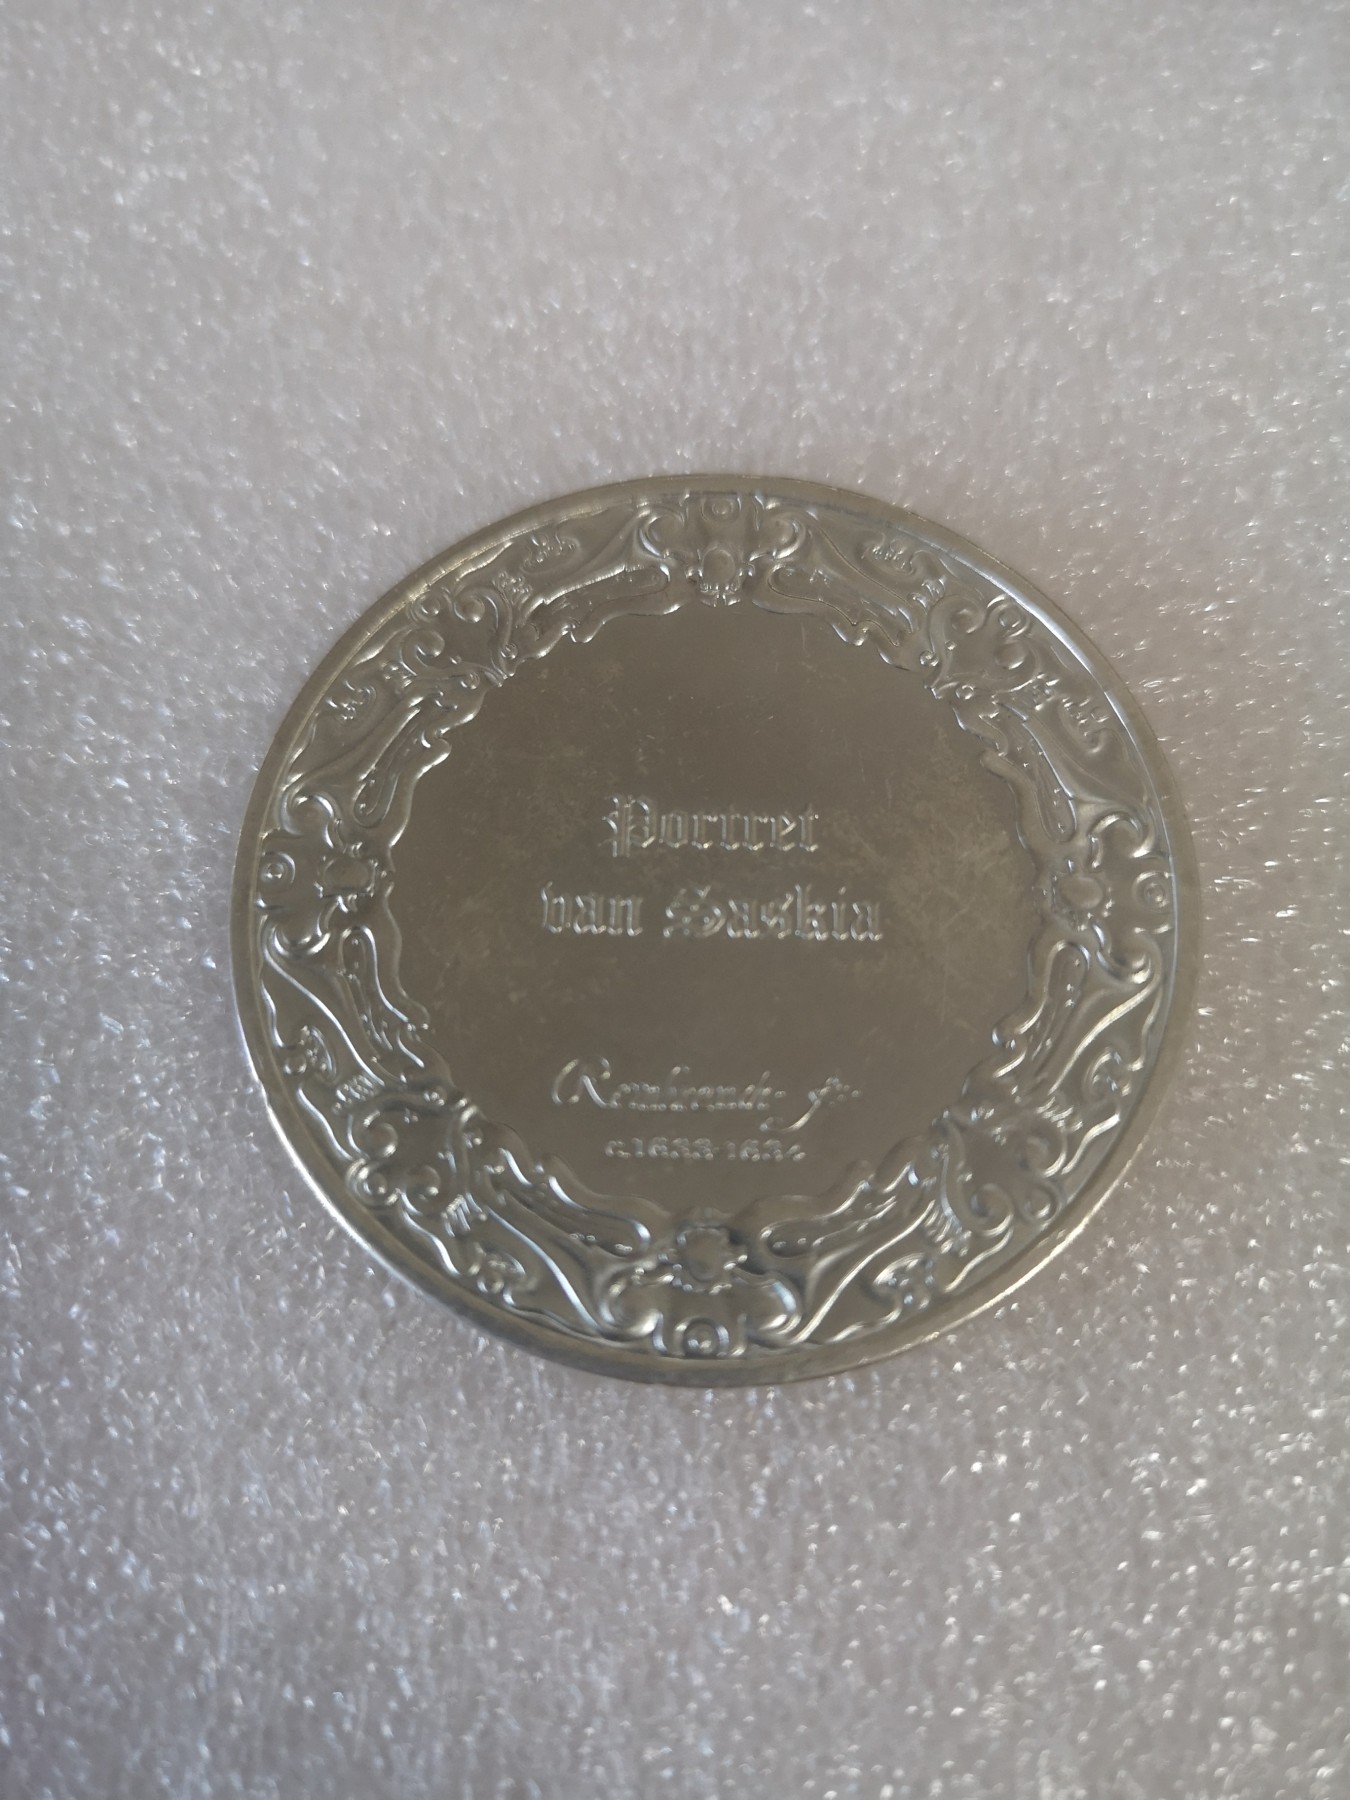 Portret
van Saskia
Rembrandt f.
c.1633-1634